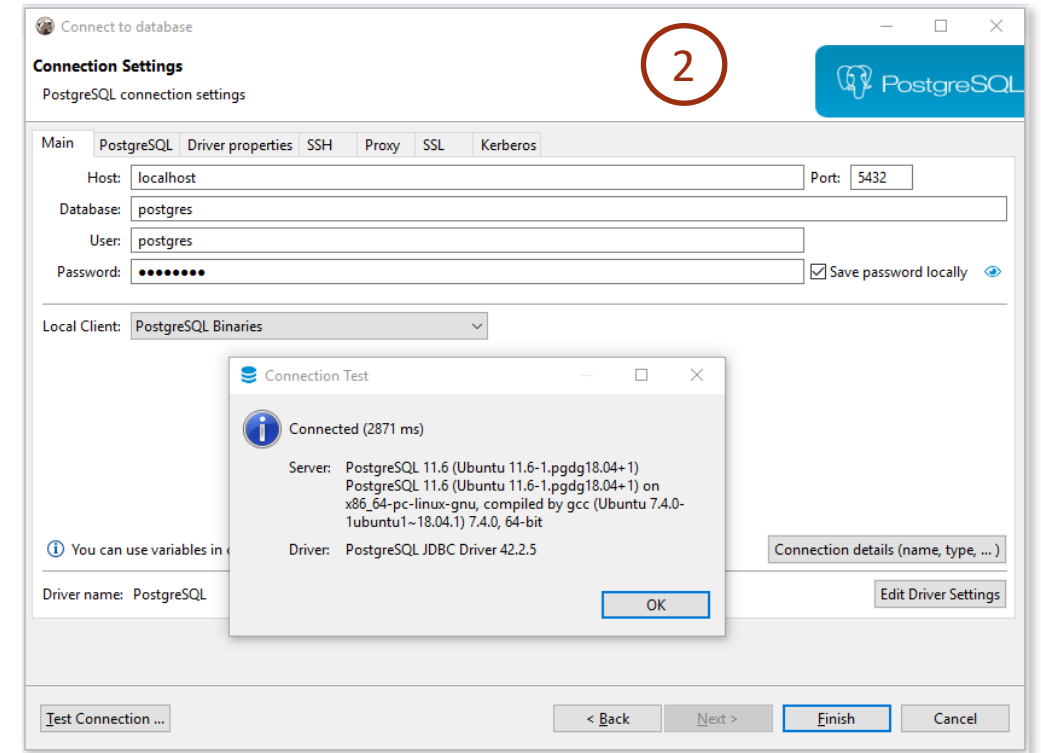 Connect to database
Connection Settings
2
PostgreSQL
PostgreSQL connection settings
Main PostgreSQL Driver properties SSH Proxy SSL Kerberos
Host: localhost Port: 5432
Database: postgres
User: postgres
Password: •••••••• Save password locally
Local Client: PostgreSQL Binaries
Connection Test
Connected (2871 ms)
Server: PostgreSQL 11.6 (Ubuntu 11.6-1.pgdg18.04+1)
PostgreSQL 11.6 (Ubuntu 11.6-1.pgdg18.04+1) on
x86_64-pc-linux-gnu, compiled by gcc (Ubuntu 7.4.0-
1ubuntu1~18.04.1) 7.4.0, 64-bit
You can use variables in
Driver: PostgreSQL JDBC Driver 42.2.5
Connection details (name, type, ... )
Driver name: PostgreSQL
OK
Edit Driver Settings
Test Connection ... < Back Next > Finish Cancel